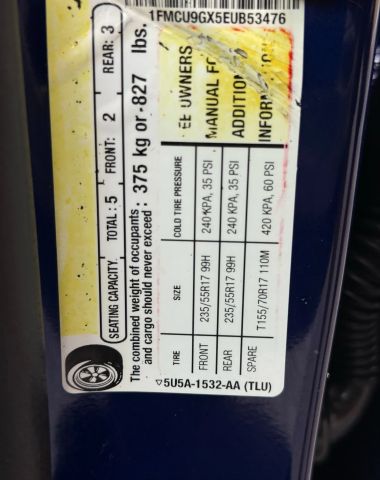 1FMCU9GX5EUB53476
SEATING CAPACITY TOTAL : 5 FRONT: 2 REAR: 3
The combined weight of occupants
and cargo should never exceed : 375 kg or 827 lbs.
TIRE SIZE COLD TIRE PRESSURE
FRONT 235/55R17 99H 240 KPA, 35 PSI
REAR 235/55R17 99H 240 KPA, 35 PSI
SPARE T155/70R17 110M 420 KPA, 60 PSI
OWNERS
MANUAL
5U5A-1532-AA (TLU)